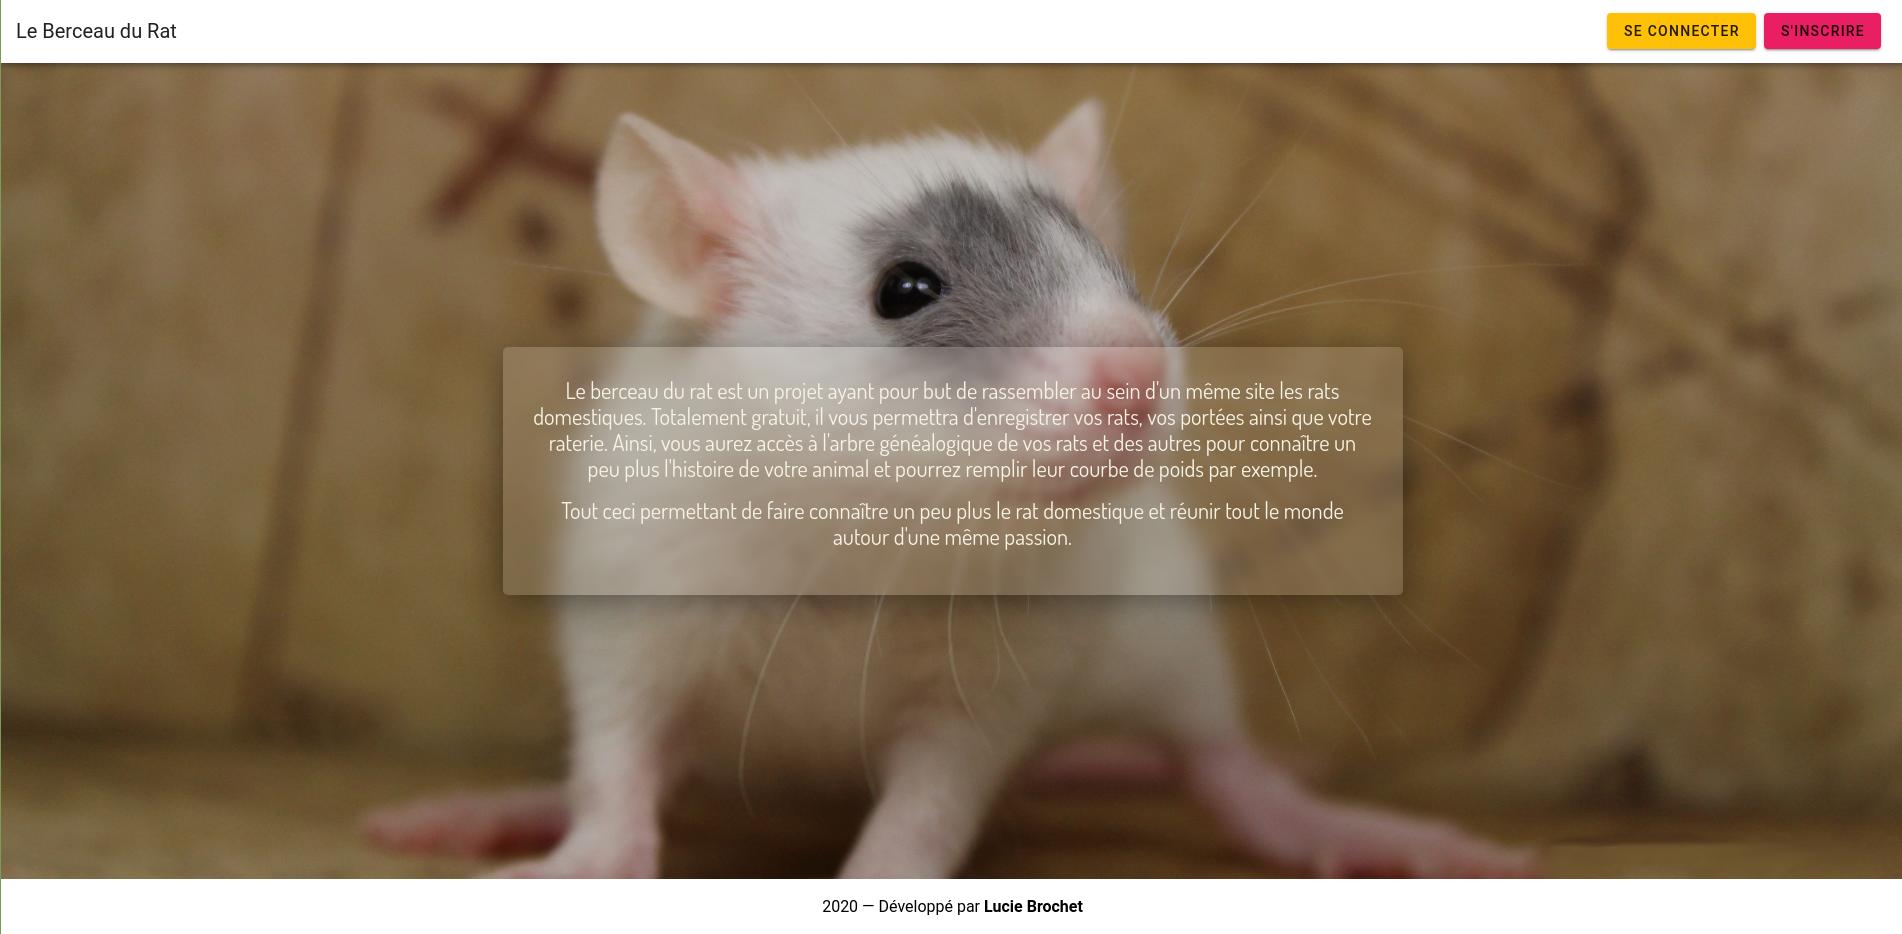 Le Berceau du Rat
SE CONNECTER
S'INSCRIRE
Le berceau du rat est un projet ayant pour but de rassembler au sein d'un même site les rats
domestiques. Totalement gratuit, il vous permettra d'enregistrer vos rats, vos portées ainsi que votre
raterie. Ainsi, vous aurez accès à l'arbre généalogique de vos rats et des autres pour connaître un
peu plus l'histoire de votre animal et pourrez remplir leur courbe de poids par exemple.
Tout ceci permettant de faire connaître un peu plus le rat domestique et réunir tout le monde
autour d'une même passion.
2020 — Développé par Lucie Brochet